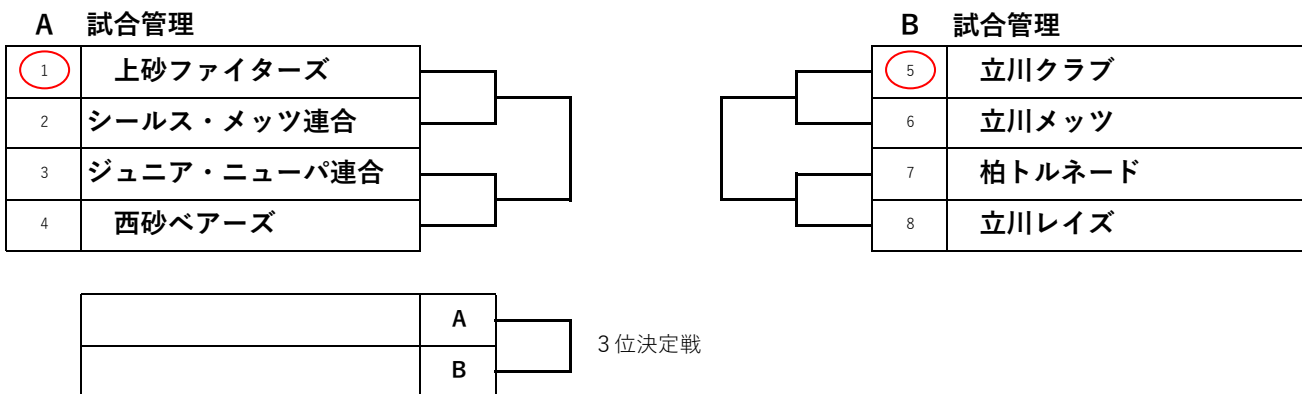 A 試合管理
1 上砂ファイターズ
2 シールス・メッツ連合
3 ジュニア・ニューパ連合
4 西砂ベアーズ
B 試合管理
5 立川クラブ
6 立川メッツ
7 柏トルネード
8 立川レイズ
A
B
３位決定戦